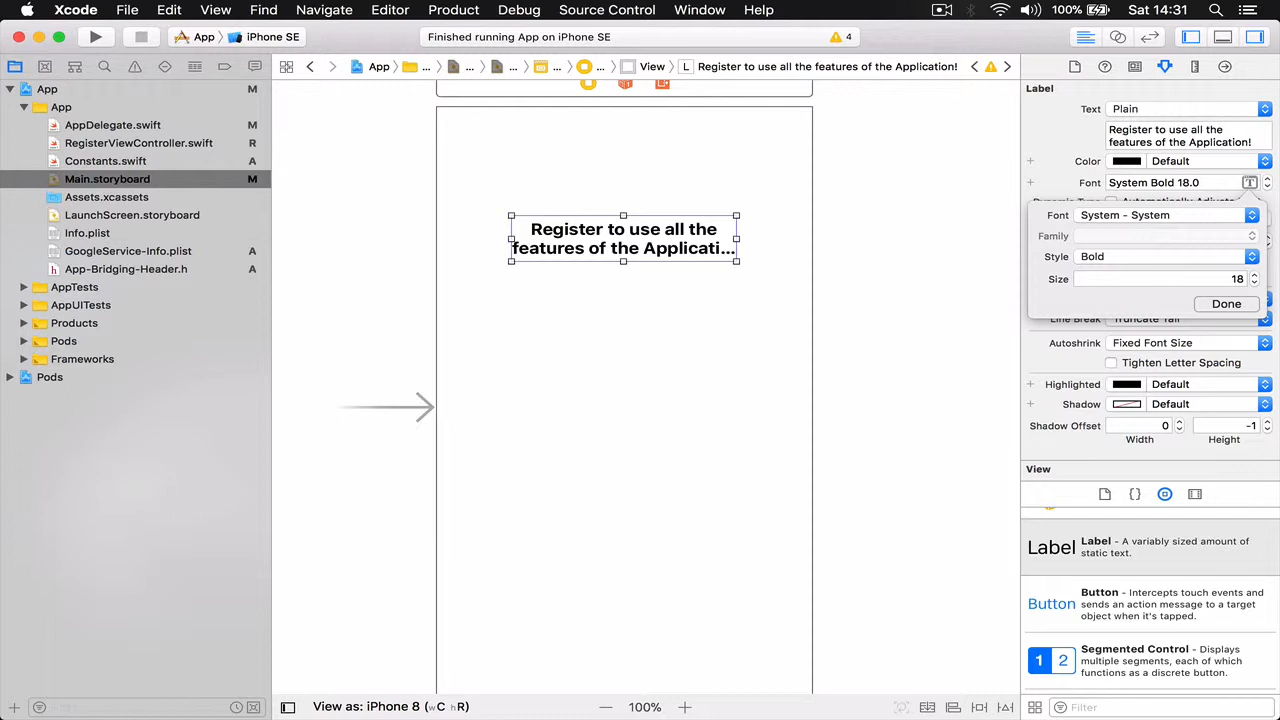 Xcode File Edit View Find Navigate Editor Product Debug Source Control Window Help 100% Sat 14:31
App iPhone SE Finished running App on iPhone SE 4
App ... ... ... ... ... View L Register to use all the features of the Application!
App M
App
AppDelegate.swift M
RegisterViewController.swift R
Constants.swift A
Main.storyboard M
Assets.xcassets
LaunchScreen.storyboard
Info.plist
GoogleService-Info.plist A
App-Bridging-Header.h A
AppTests
AppUITests
Products
Pods
Frameworks
Pods
Register to use all the
features of the Applicati...
View as: iPhone 8 (wC hR) 100%
Label
Text Plain
Register to use all the
features of the Application!
Color Default
Font System Bold 18.0 T
Font System - System
Family
Style Bold
Size 18
Done
Line Break Truncate Tail
Autoshrink Fixed Font Size
Tighten Letter Spacing
Highlighted Default
Shadow Default
Shadow Offset 0 -1
Width Height
View
Label Label - A variably sized amount of
static text.
Button Button - Intercepts touch events and
sends an action message to a target
object when it's tapped.
1 2 Segmented Control - Displays
multiple segments, each of which
functions as a discrete button.
Filter